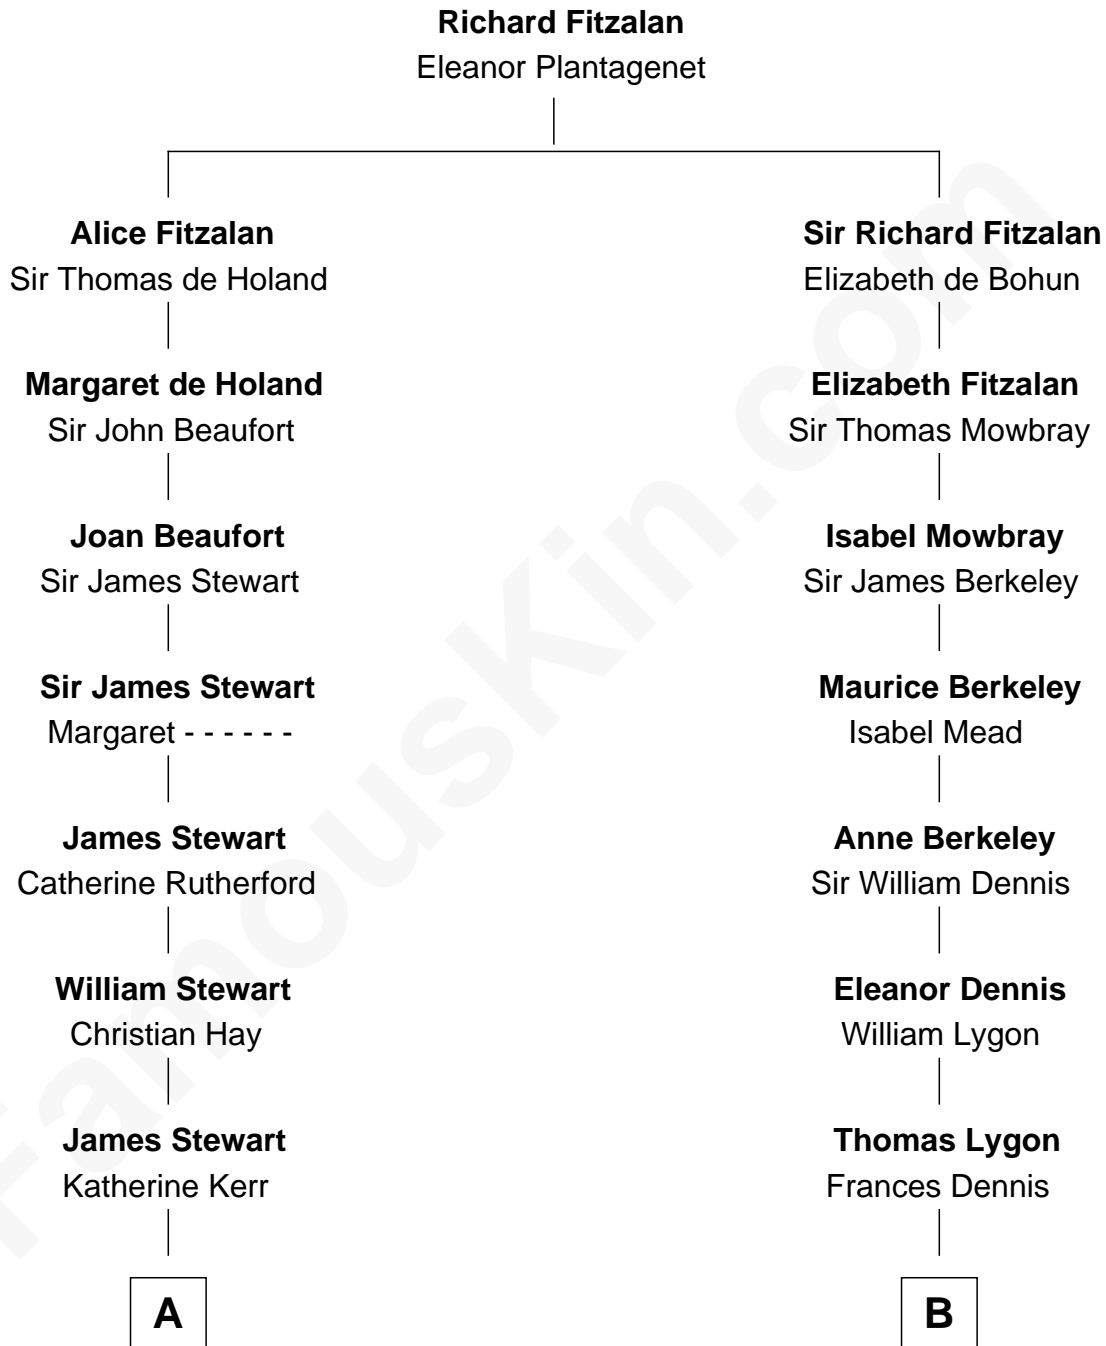 Richard Fitzalan
Eleanor Plantagenet
Alice Fitzalan
Sir Thomas de Holand
Margaret de Holand
Sir John Beaufort
Joan Beaufort
Sir James Stewart
Sir James Stewart
Margaret - - - - - -
James Stewart
Catherine Rutherford
William Stewart
Christian Hay
James Stewart
Katherine Kerr
A
Sir Richard Fitzalan
Elizabeth de Bohun
Elizabeth Fitzalan
Sir Thomas Mowbray
Isabel Mowbray
Sir James Berkeley
Maurice Berkeley
Isabel Mead
Anne Berkeley
Sir William Dennis
Eleanor Dennis
William Lygon
Thomas Lygon
Frances Dennis
B
FamousKin.com